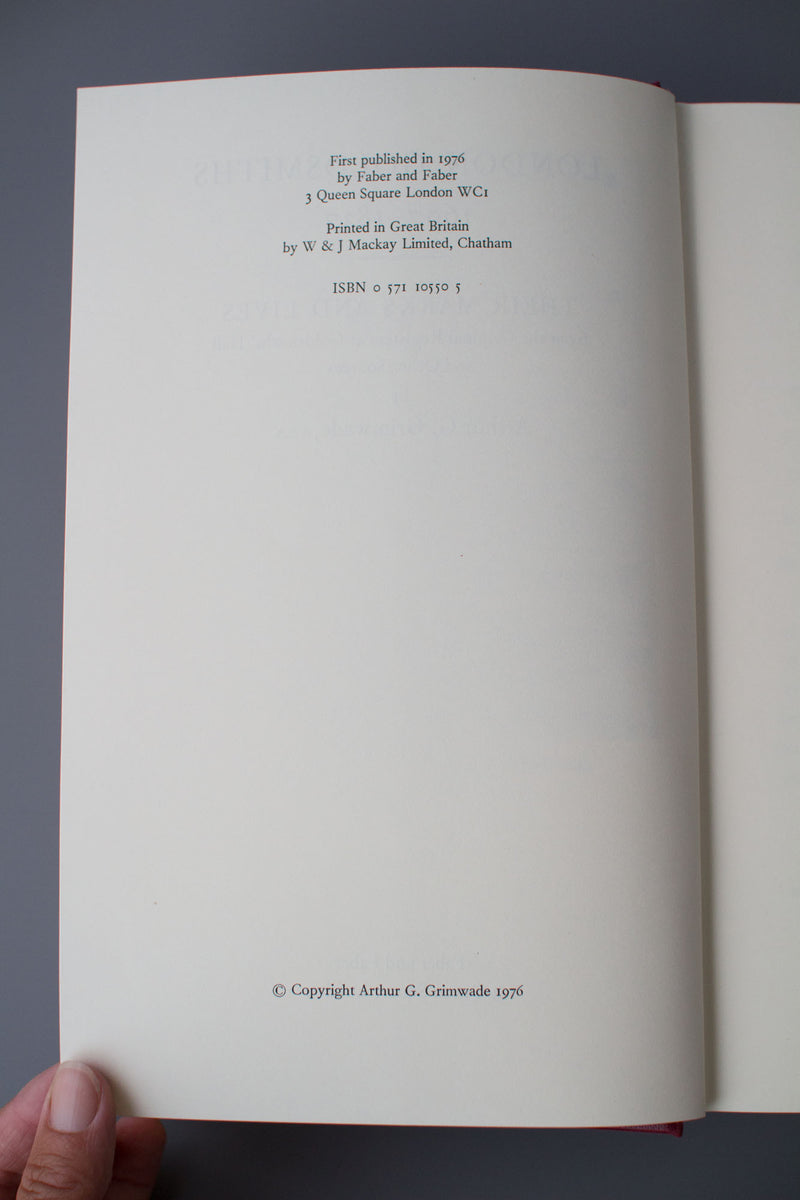 First published in 1976
by Faber and Faber
3 Queen Square London WC1
Printed in Great Britain
by W & J Mackay Limited, Chatham
ISBN 0 571 10550 5
© Copyright Arthur G. Grimwade 1976